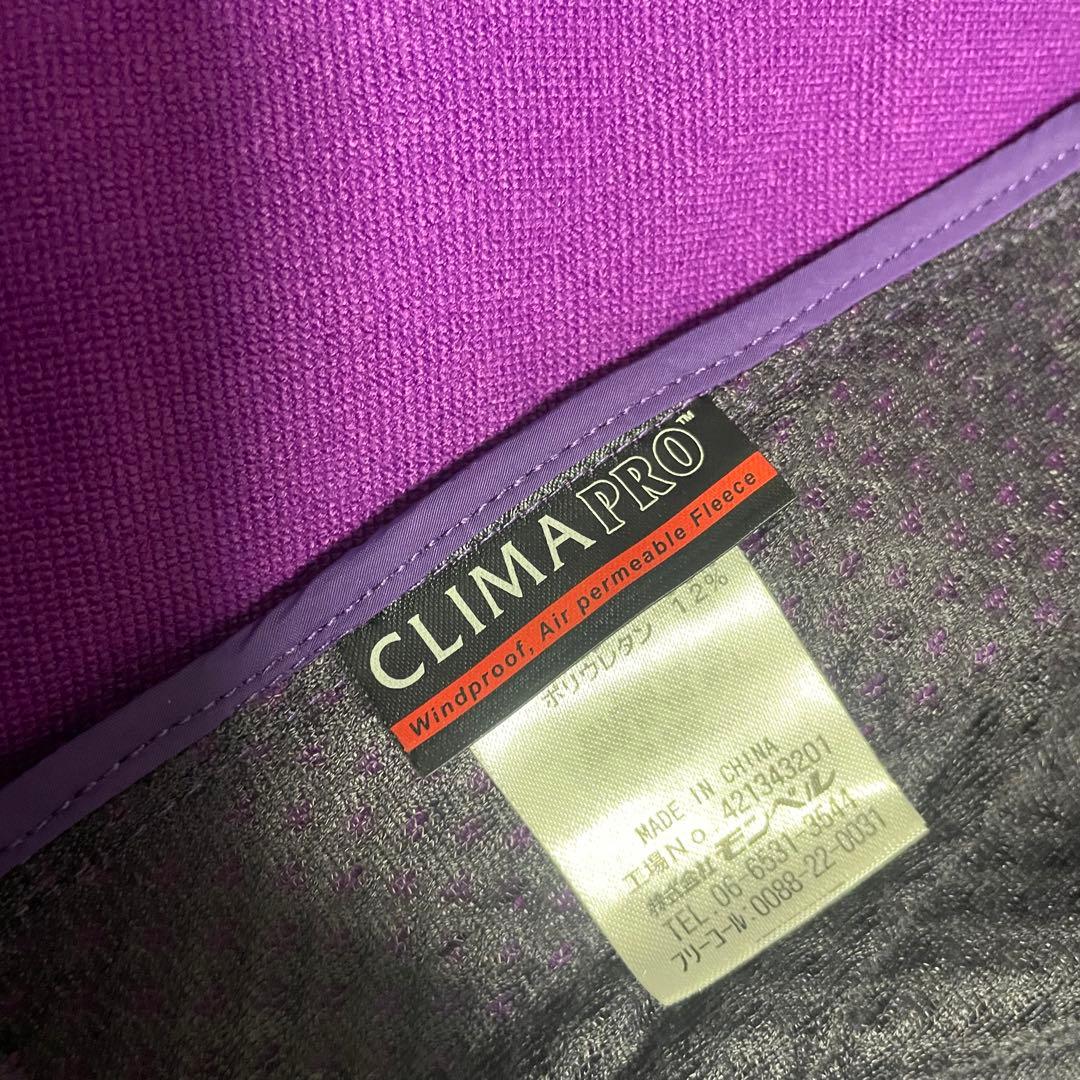 CLIMAPRO™
Windproof, Air permeable Fleece
ポリウレタン 12%
MADE IN CHINA
工場No. 421343201
株式会社モンベル
TEL.06-6531-3544
フリーコール.0088-22-0031